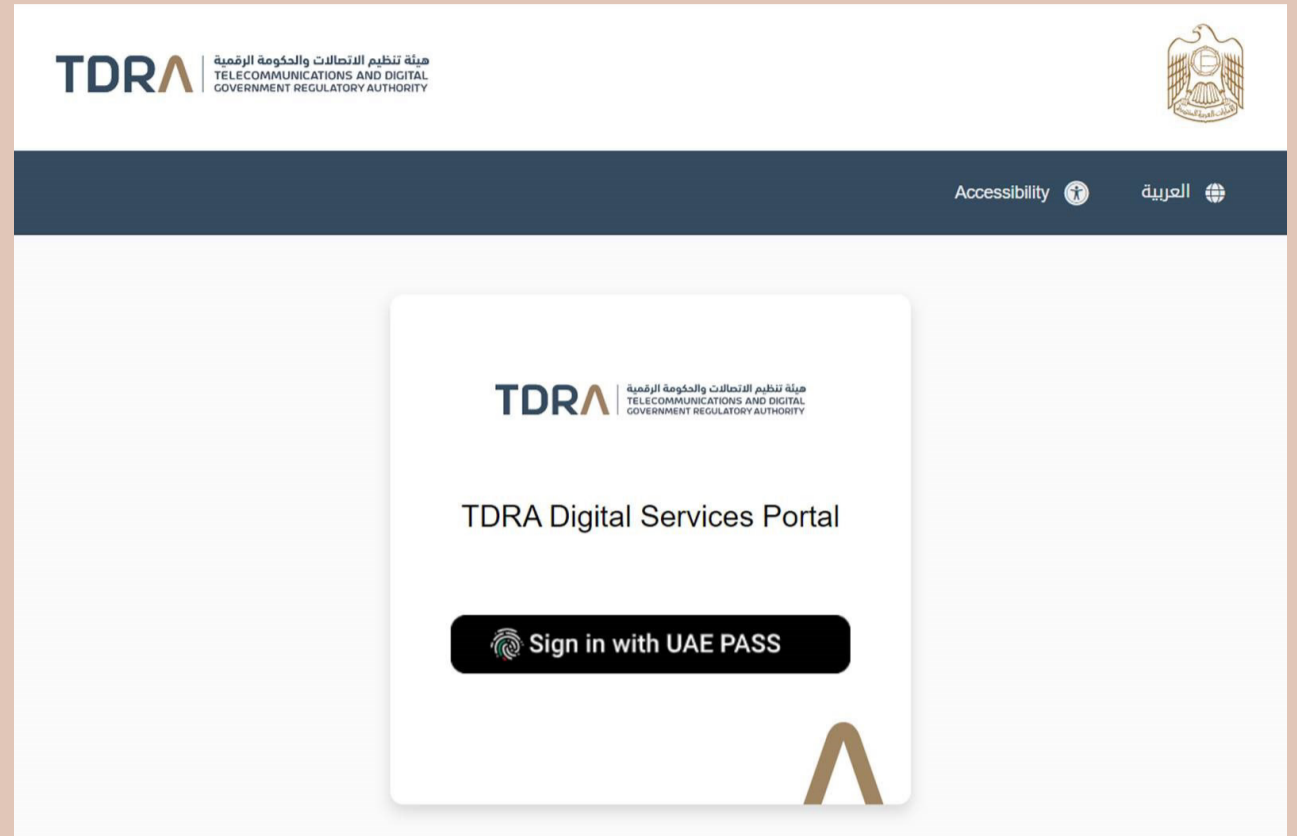 TDRA
هيئة تنظيم الاتصالات والحكومة الرقمية
TELECOMMUNICATIONS AND DIGITAL
GOVERNMENT REGULATORY AUTHORITY
Accessibility
العربية
TDRA
هيئة تنظيم الاتصالات والحكومة الرقمية
TELECOMMUNICATIONS AND DIGITAL
GOVERNMENT REGULATORY AUTHORITY
TDRA Digital Services Portal
Sign in with UAE PASS